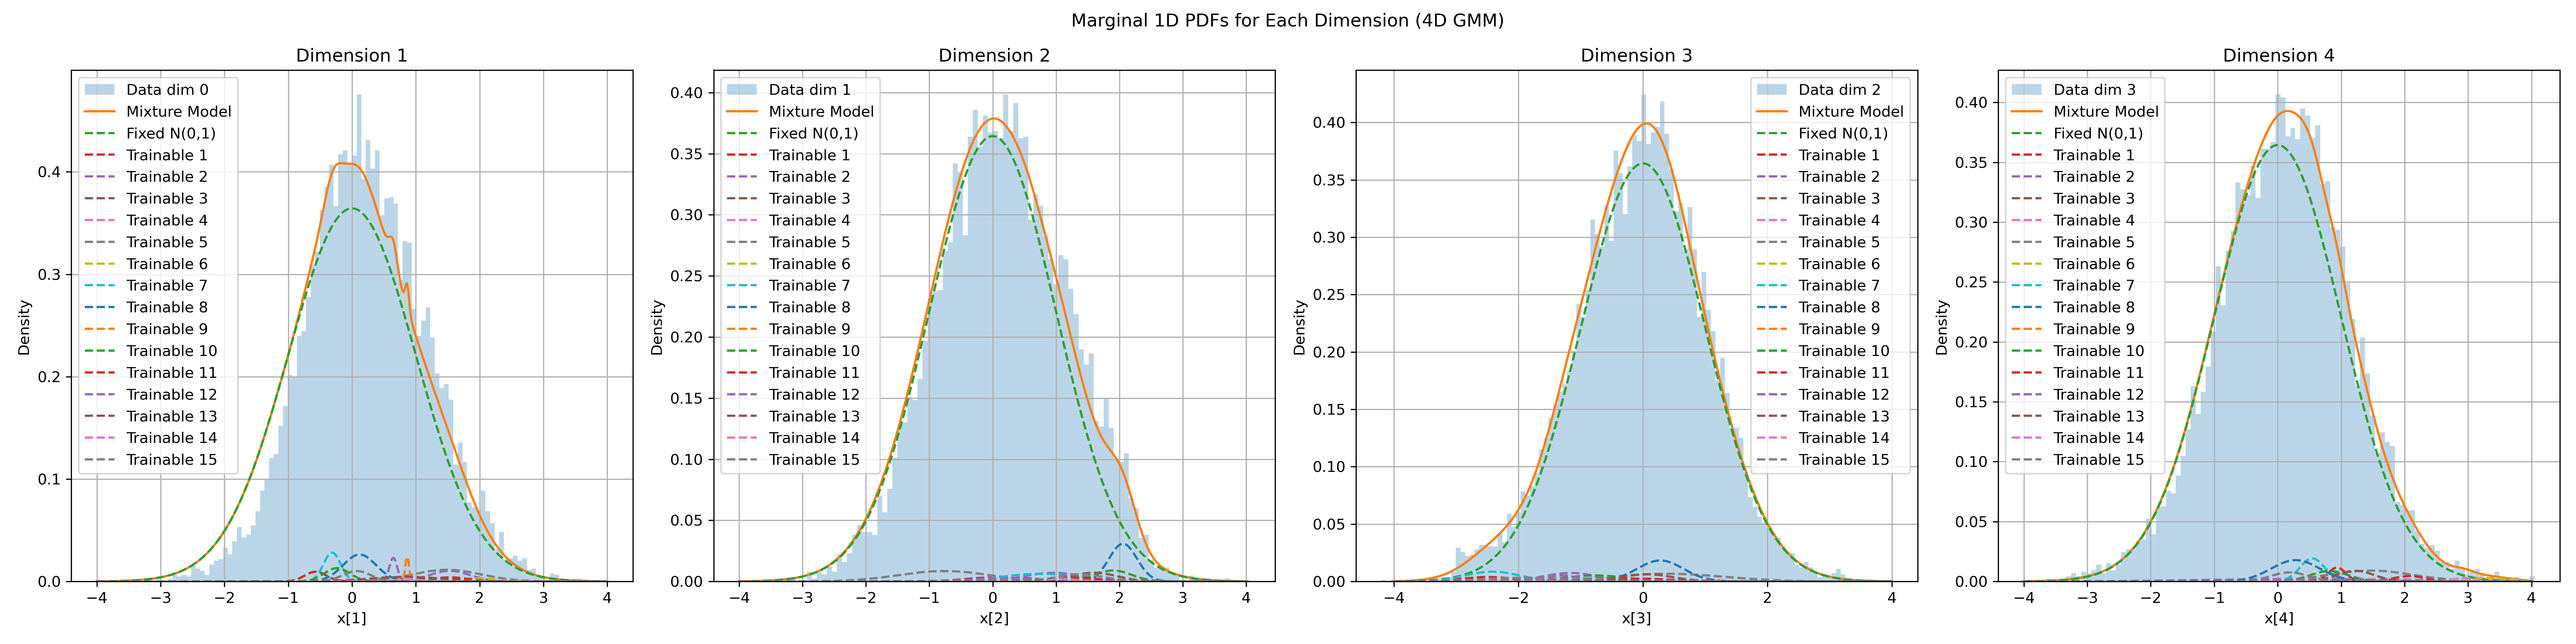 Marginal 1D PDFs for Each Dimension (4D GMM)
Dimension 1
Density
0.4
0.3
0.2
0.1
0.0
Data dim 0
Mixture Model
Fixed N(0,1)
Trainable 1
Trainable 2
Trainable 3
Trainable 4
Trainable 5
Trainable 6
Trainable 7
Trainable 8
Trainable 9
Trainable 10
Trainable 11
Trainable 12
Trainable 13
Trainable 14
Trainable 15
−4 −3 −2 −1 0 1 2 3 4
x[1]
Dimension 2
Density
0.40
0.35
0.30
0.25
0.20
0.15
0.10
0.05
0.00
Data dim 1
Mixture Model
Fixed N(0,1)
Trainable 1
Trainable 2
Trainable 3
Trainable 4
Trainable 5
Trainable 6
Trainable 7
Trainable 8
Trainable 9
Trainable 10
Trainable 11
Trainable 12
Trainable 13
Trainable 14
Trainable 15
−4 −3 −2 −1 0 1 2 3 4
x[2]
Dimension 3
Density
0.40
0.35
0.30
0.25
0.20
0.15
0.10
0.05
0.00
Data dim 2
Mixture Model
Fixed N(0,1)
Trainable 1
Trainable 2
Trainable 3
Trainable 4
Trainable 5
Trainable 6
Trainable 7
Trainable 8
Trainable 9
Trainable 10
Trainable 11
Trainable 12
Trainable 13
Trainable 14
Trainable 15
−4 −2 0 2 4
x[3]
Dimension 4
Density
0.40
0.35
0.30
0.25
0.20
0.15
0.10
0.05
0.00
Data dim 3
Mixture Model
Fixed N(0,1)
Trainable 1
Trainable 2
Trainable 3
Trainable 4
Trainable 5
Trainable 6
Trainable 7
Trainable 8
Trainable 9
Trainable 10
Trainable 11
Trainable 12
Trainable 13
Trainable 14
Trainable 15
−4 −3 −2 −1 0 1 2 3 4
x[4]